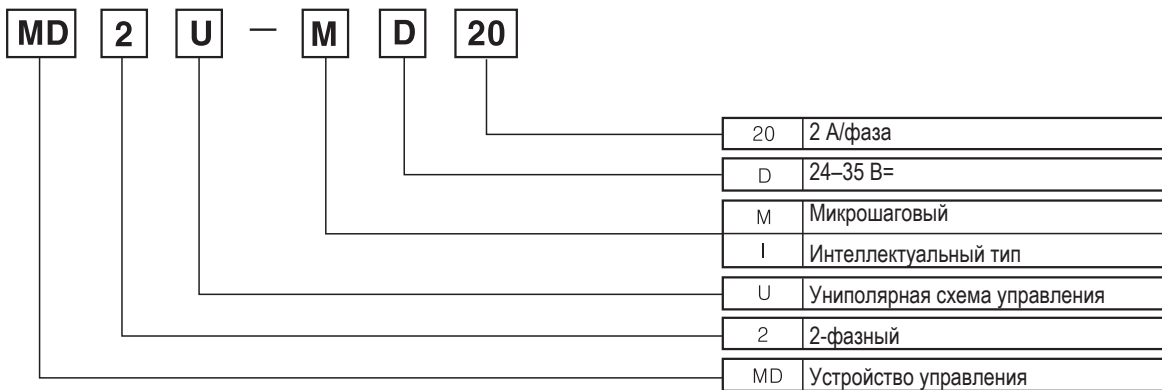 MD 2 U — M D 20
20 2 А/фаза
D 24–35 В=
M Микрошаговый
I Интеллектуальный тип
U Униполярная схема управления
2 2-фазный
MD Устройство управления